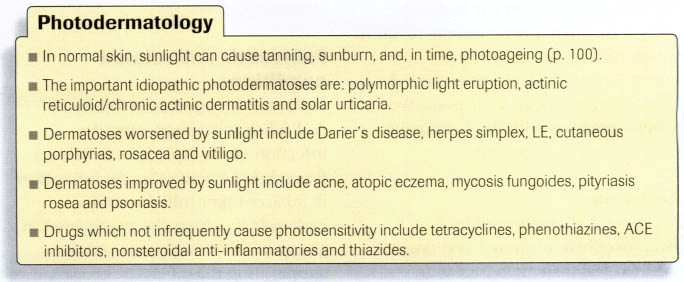 Photodermatology
■ In normal skin, sunlight can cause tanning, sunburn, and, in time, photoageing (p. 100).
■ The important idiopathic photodermatoses are: polymorphic light eruption, actinic
reticuloid/chronic actinic dermatitis and solar urticaria.
■ Dermatoses worsened by sunlight include Darier's disease, herpes simplex, LE, cutaneous
porphyrias, rosacea and vitiligo.
■ Dermatoses improved by sunlight include acne, atopic eczema, mycosis fungoides, pityriasis
rosea and psoriasis.
■ Drugs which not infrequently cause photosensitivity include tetracyclines, phenothiazines, ACE
inhibitors, nonsteroidal anti-inflammatories and thiazides.